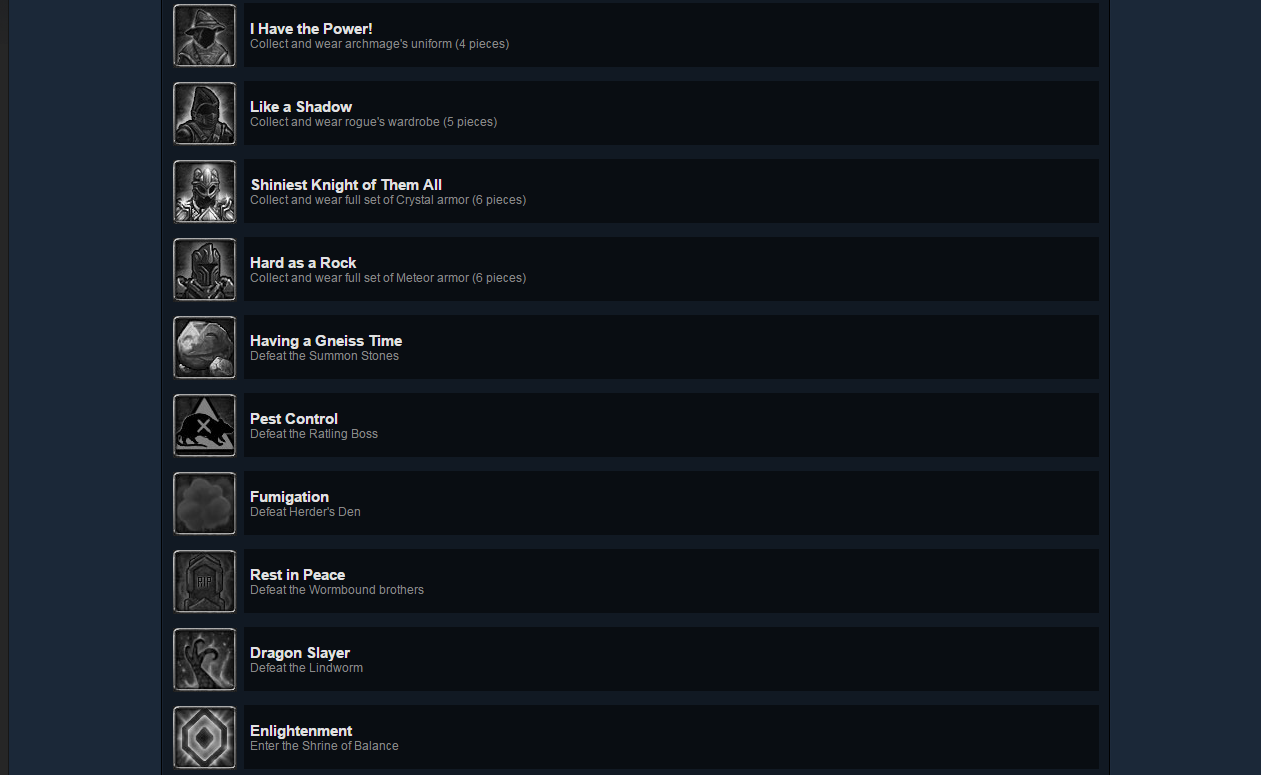 I Have the Power!
Collect and wear archmage's uniform (4 pieces)
Like a Shadow
Collect and wear rogue's wardrobe (5 pieces)
Shiniest Knight of Them All
Collect and wear full set of Crystal armor (6 pieces)
Hard as a Rock
Collect and wear full set of Meteor armor (6 pieces)
Having a Gneiss Time
Defeat the Summon Stones
Pest Control
Defeat the Ratling Boss
Fumigation
Defeat Herder's Den
RIP
Rest in Peace
Defeat the Wormbound brothers
Dragon Slayer
Defeat the Lindworm
Enlightenment
Enter the Shrine of Balance